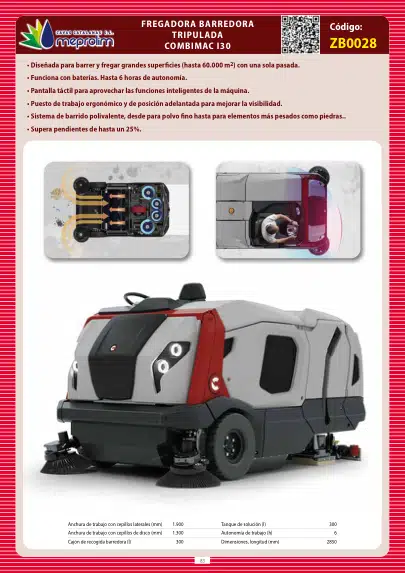 RAFAS CATALANAS S.L.
meprolim
FREGADORA BARREDORA
TRIPULADA
COMBIMAC I30
Código:
ZB0028
• Diseñada para barrer y fregar grandes superficies (hasta 60.000 m²) con una sola pasada.
• Funciona con baterias. Hasta 6 horas de autonomía.
• Pantalla táctil para aprovechar las funciones inteligentes de la máquina.
• Puesto de trabajo ergonómico y de posición adelantada para mejorar la visibilidad.
• Sistema de barrido polivalente, desde para polvo fino hasta para elementos más pesados como piedras..
• Supera pendientes de hasta un 25%.
Anchura de trabajo con cepillos laterales (mm) 1.900 Tanque de solución (l) 300
Anchura de trabajo con cepillos de disco (mm) 1.300 Autonomía de trabajo (h) 6
Cajón de recogida barredora (l) 300 Dimensiones, longitud (mm) 2850
83